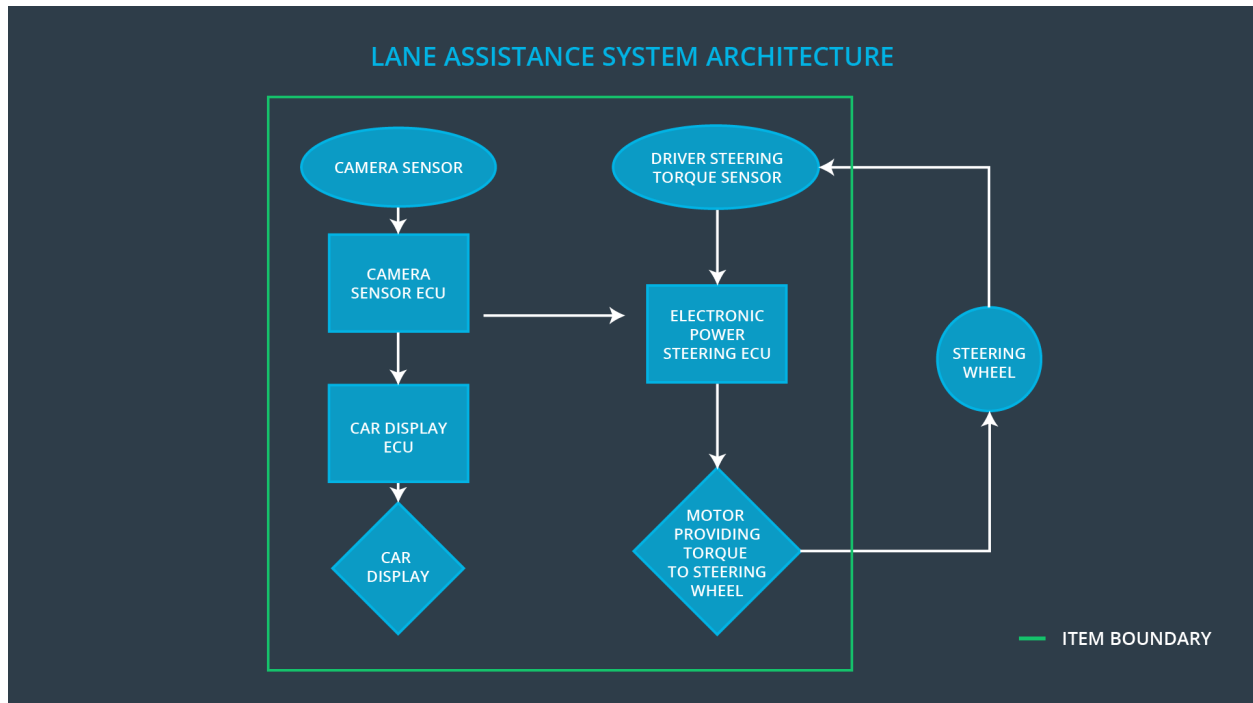 LANE ASSISTANCE SYSTEM ARCHITECTURE
CAMERA SENSOR
CAMERA
SENSOR ECU
CAR DISPLAY
ECU
CAR
DISPLAY
DRIVER STEERING
TORQUE SENSOR
ELECTRONIC
POWER
STEERING ECU
MOTOR
PROVIDING
TORQUE
TO STEERING
WHEEL
STEERING
WHEEL
ITEM BOUNDARY